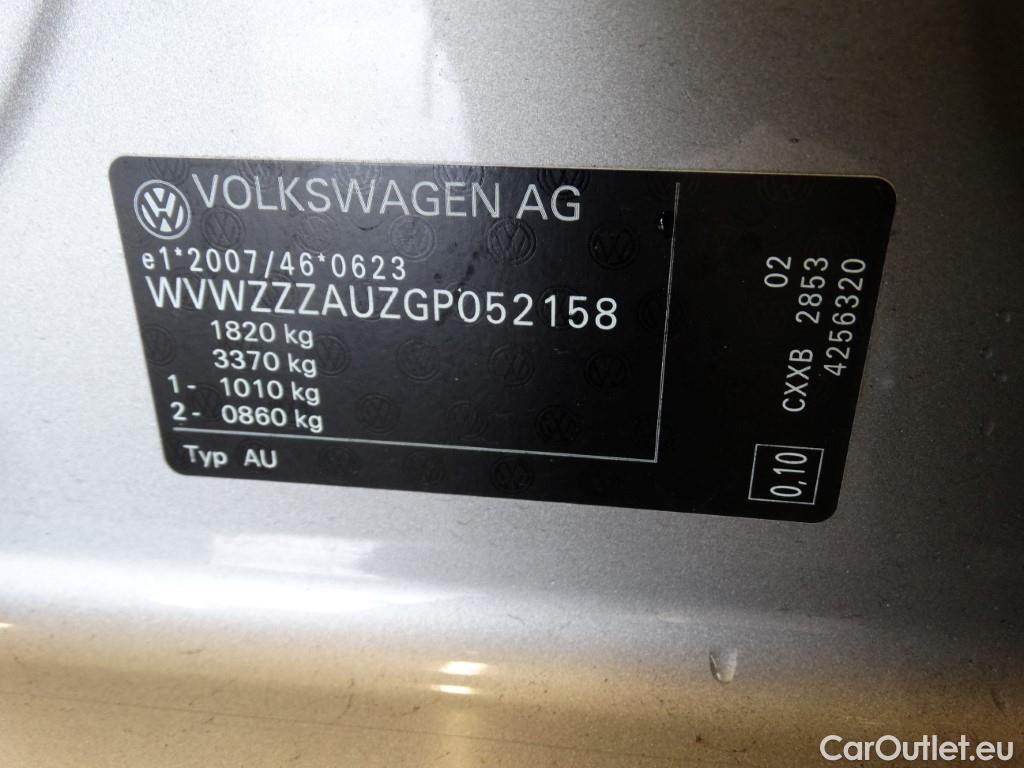 VOLKSWAGEN AG
e1*2007/46*0623
WVWZZZAUZGP052158
1820 kg
3370 kg
1- 1010 kg
2- 0860 kg
Typ AU
02
CXXB 2853
4256320
0,10
CarOutlet.eu